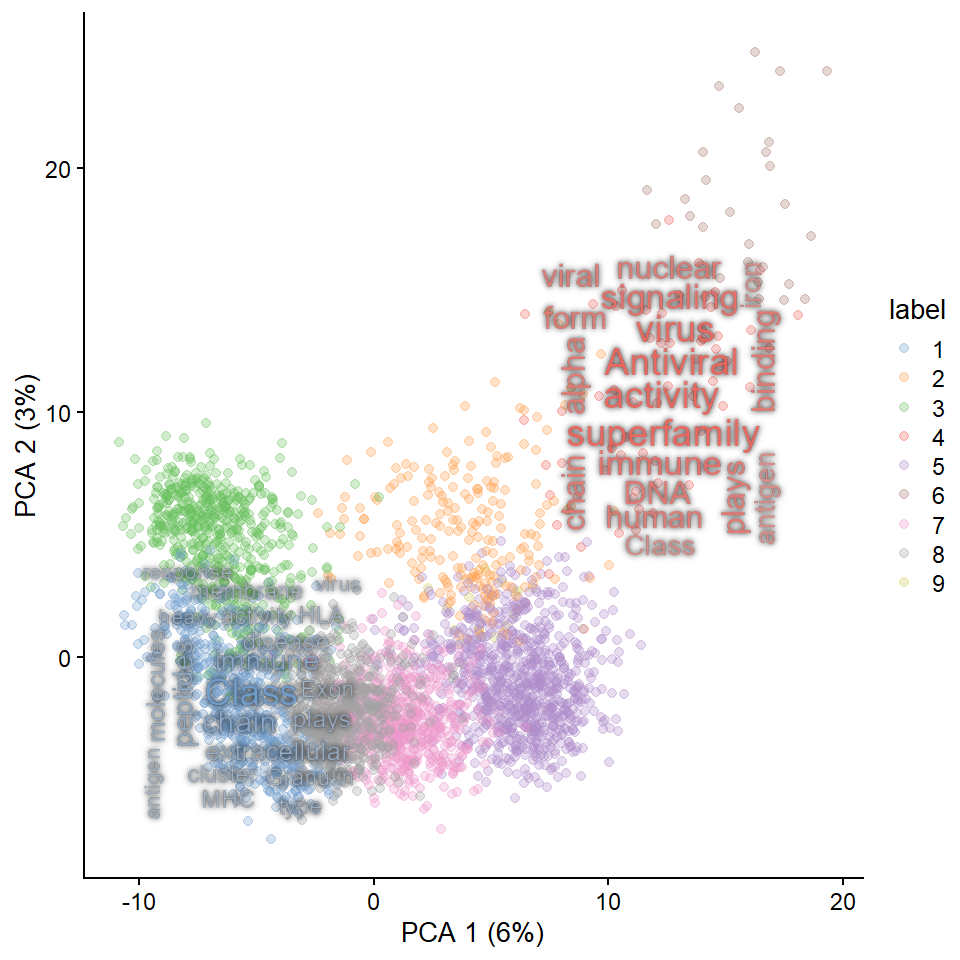 PCA 2 (3%)
20
10
0
viral nuclear iron
signaling
form virus binding
alpha Antiviral
activity
superfamily
chain immune plays antigen
DNA
human
Class
response
membrane virus
heavy activity HLA
disease
molecules peptides immune
Class Exon
chain plays
antigen extracellular
cluster Granulin
MHC type
-10 0 10 20
PCA 1 (6%)
label
1
2
3
4
5
6
7
8
9